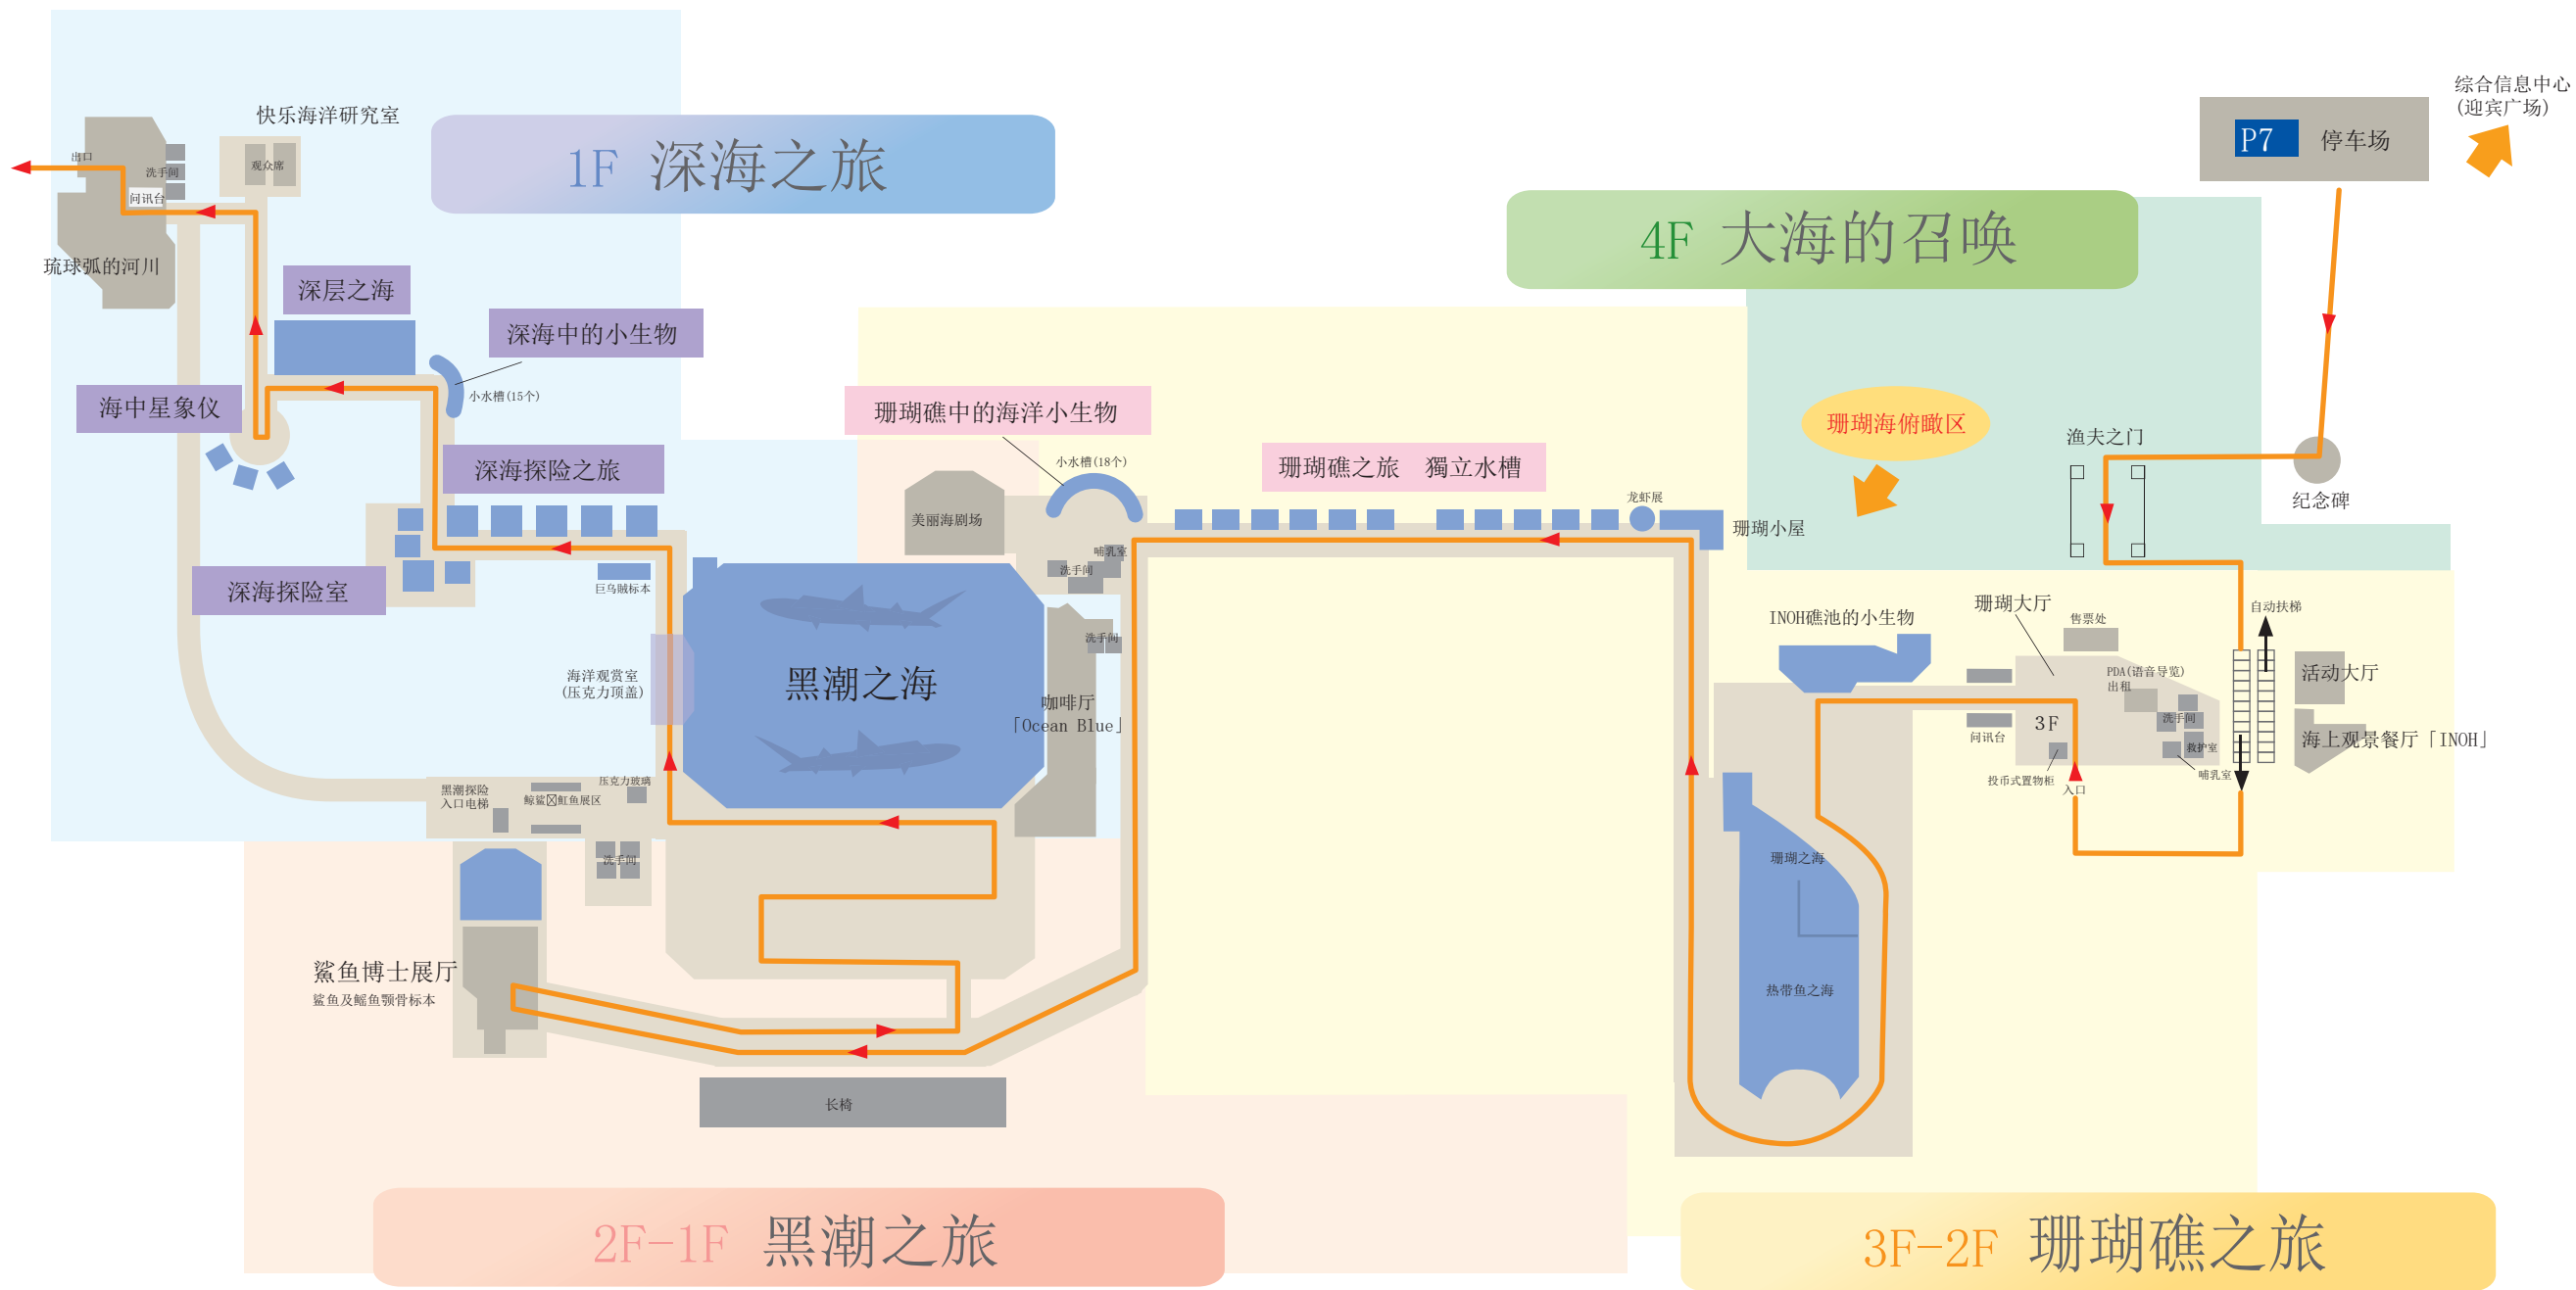 综合信息中心
(迎宾广场)
P7 停车场
快乐海洋研究室
观众席
出口
洗手间
问讯台
琉球弧的河川
1F 深海之旅
4F 大海的召唤
深层之海
深海中的小生物
小水槽(15个)
海中星象仪
珊瑚礁中的海洋小生物
小水槽(18个)
珊瑚海俯瞰区
渔夫之门
纪念碑
深海探险之旅
珊瑚礁之旅 獨立水槽
龙虾展
珊瑚小屋
美丽海剧场
哺乳室
洗手间
深海探险室
巨乌贼标本
INOH礁池的小生物
珊瑚大厅
售票处
自动扶梯
洗手间
海洋观赏室
(压克力顶盖)
黑潮之海
咖啡厅
「Ocean Blue」
PDA(语音导览)
出租
活动大厅
洗手间
3F
问讯台
救护室
海上观景餐厅「INOH」
投币式置物柜
入口
哺乳室
黑潮探险
入口电梯
鲸鲨〼魟鱼展区
压克力玻璃
洗手间
珊瑚之海
鲨鱼博士展厅
鲨鱼及鳐鱼颚骨标本
热带鱼之海
长椅
2F-1F 黑潮之旅
3F-2F 珊瑚礁之旅